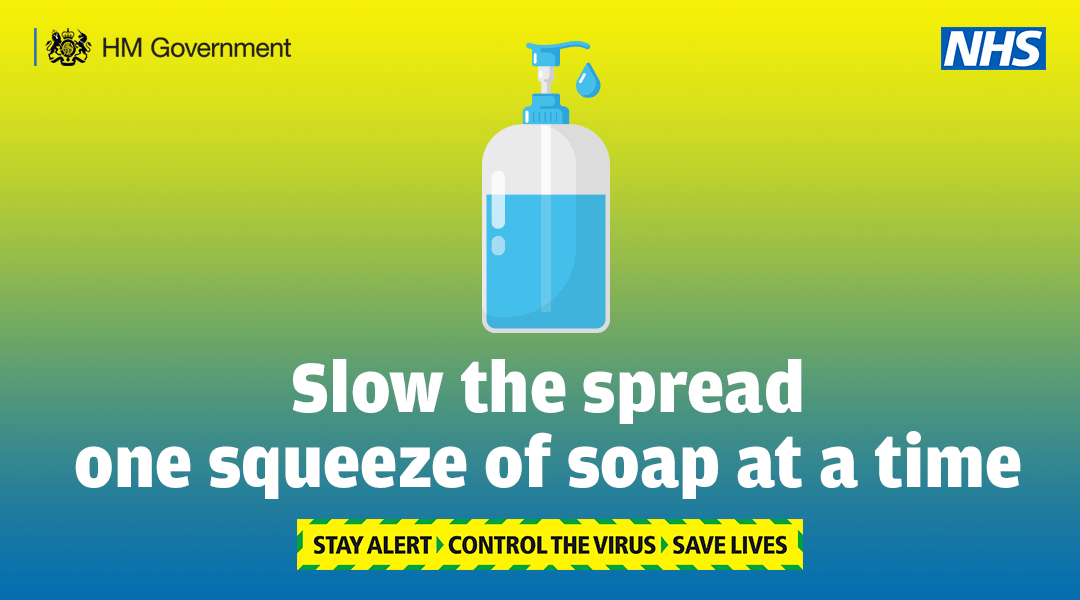 HM Government
NHS
Slow the spread
one squeeze of soap at a time
STAY ALERT CONTROL THE VIRUS SAVE LIVES